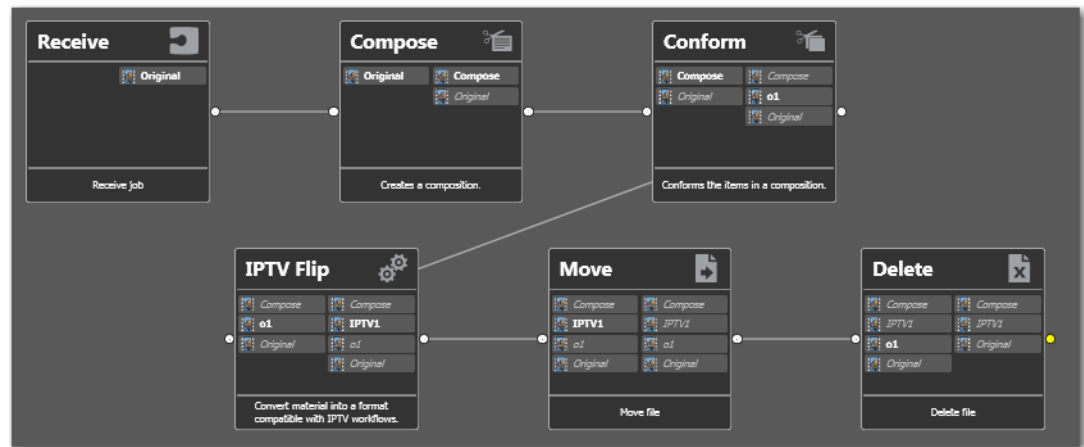 Receive
Original
Receive job
Compose
Original Compose
Original
Creates a composition.
Conform
Compose Compose
Original o1
Original
Conforms the items in a composition.
IPTV Flip
Compose Compose
o1 IPTV1
Original o1
Original
Convert material into a format
compatible with IPTV workflows.
Move
Compose Compose
IPTV1 IPTV1
o1 o1
Original Original
Move file
Delete
Compose Compose
IPTV1 IPTV1
o1 Original
Original
Delete file